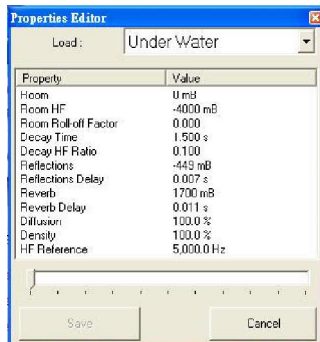 Properties Editor
Load : Under Water
Property Value
Room 0 mB
Room HF -4000 mB
Room Roll-off Factor 0.000
Decay Time 1.500 s
Decay HF Ratio 0.100
Reflections -449 mB
Reflections Delay 0.007 s
Reverb 1700 mB
Reverb Delay 0.011 s
Diffusion 100.0 %
Density 100.0 %
HF Reference 5,000.0 Hz
Save Cancel